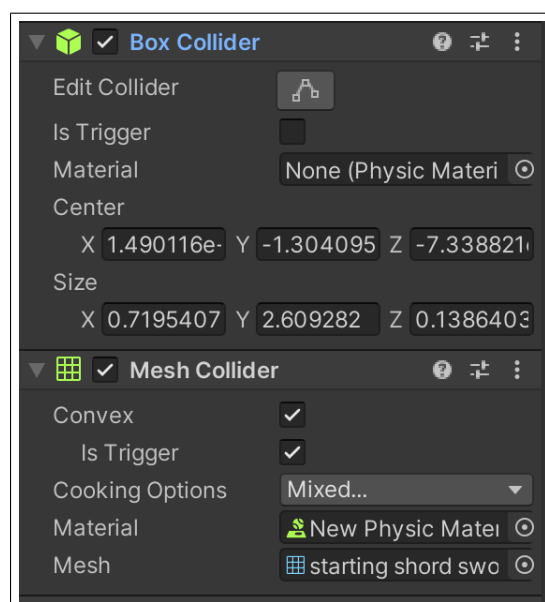 Box Collider
Edit Collider
Is Trigger
Material None (Physic Materi
Center
X 1.490116e- Y -1.304095 Z -7.338821
Size
X 0.7195407 Y 2.609282 Z 0.1386403
Mesh Collider
Convex
Is Trigger
Cooking Options Mixed...
Material New Physic Mater
Mesh starting shord swo